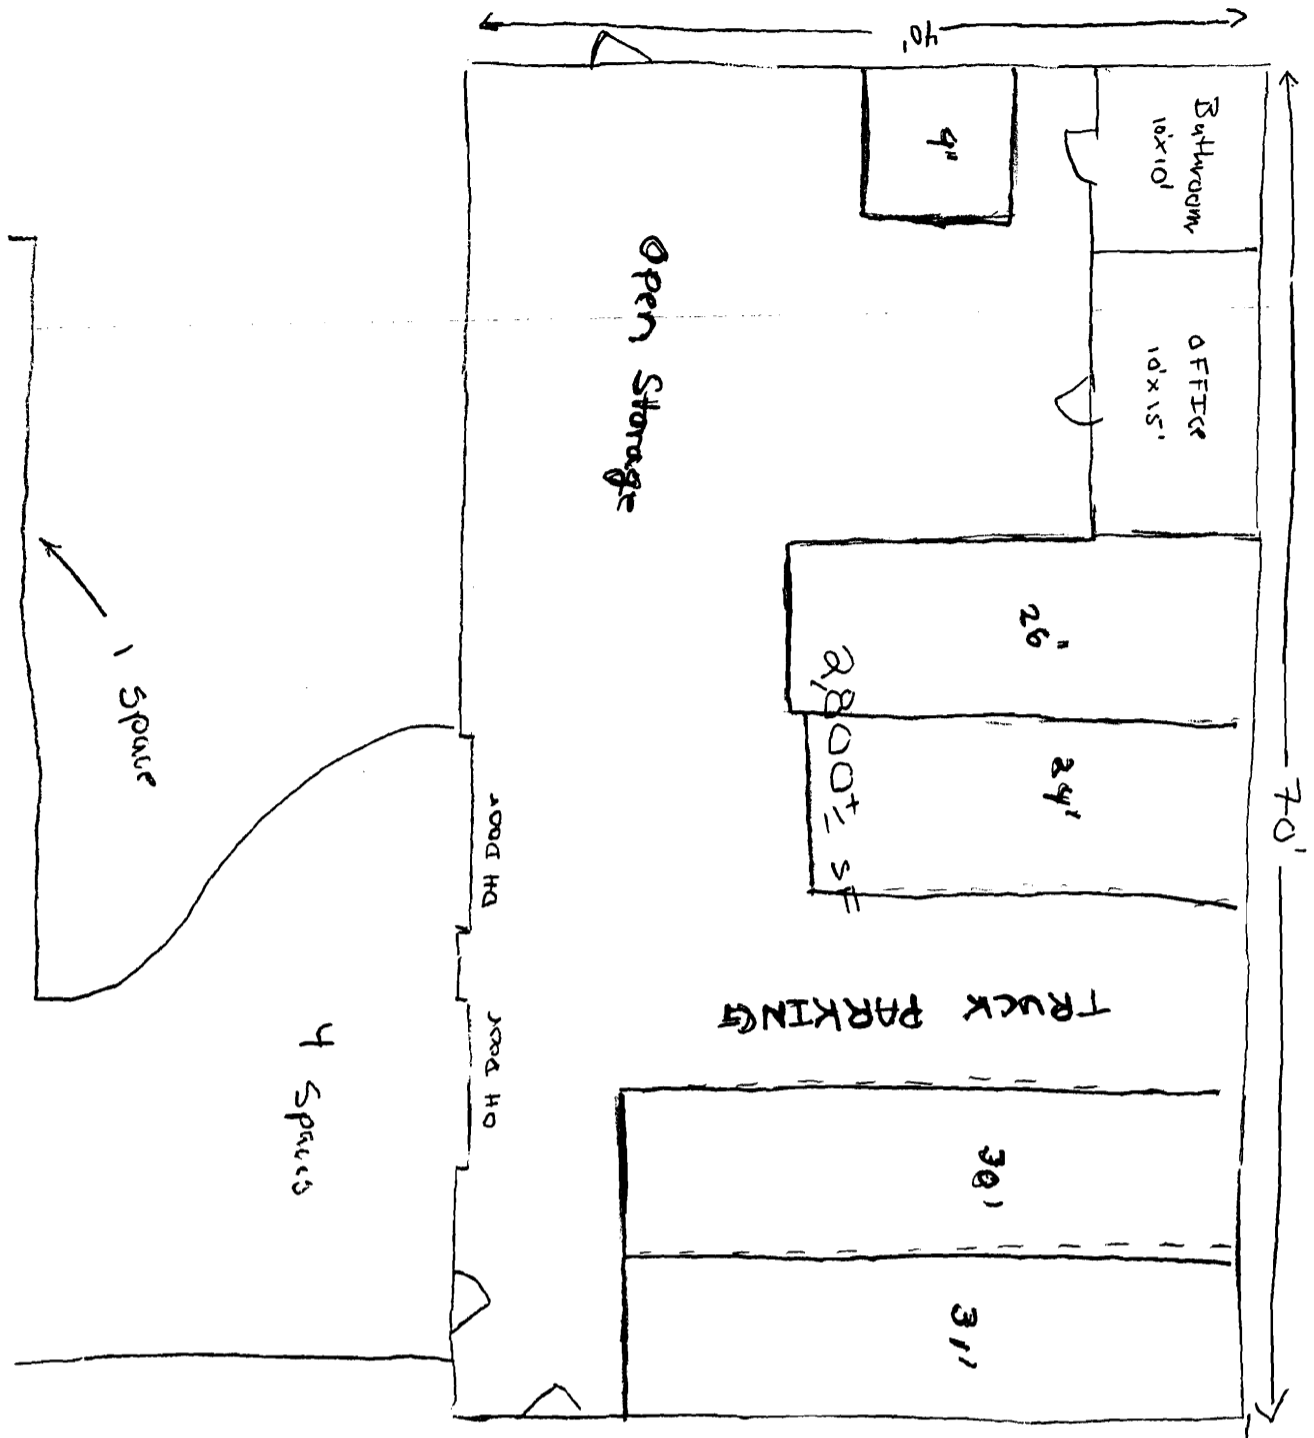 40'
Bathroom
10'x10'
OFFICE
10'x15'
9"
Open Storage
26"
24'
2,800± SF
70'
TRUCK PARKING
30'
31'
OH DOOR
OH DOOR
1 Space
4 Spaces